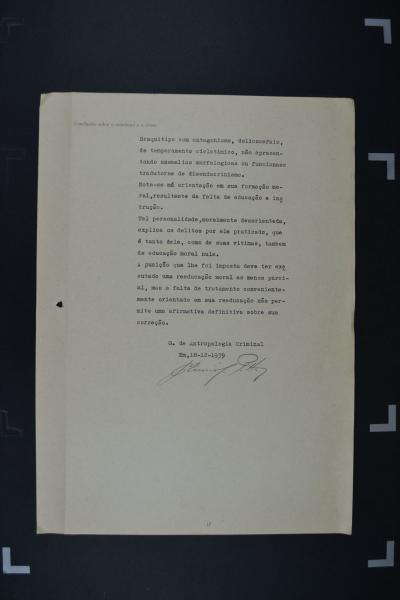 Conclusões sobre o criminoso e o crime
Braquitipo com antagonismo, dolicocefalo,
de temperamento ciclotimico, não apresen-
tando anomalias morfologicas ou funcionaes
tradutoras de disendocrinismo.
Nota-se má orientação em sua formação mo-
ral,resultante da falta de educação e ins
trução.
Tal personalidade,moralmente desorientada,
explica os delitos por ele praticado, que
é tanto dele, como de suas vitimas, tambem
de educação moral nula.
A punição que lhe foi imposta deve ter exe
cutado uma reeducação moral ao menos parci-
al, mas a falta de tratamento conveniente-
mente orientado em sua reeducação não per-
mite uma afirmativa definitiva sobre sua
correção.
G. de Antropologia Criminal
Em,18-12-1939